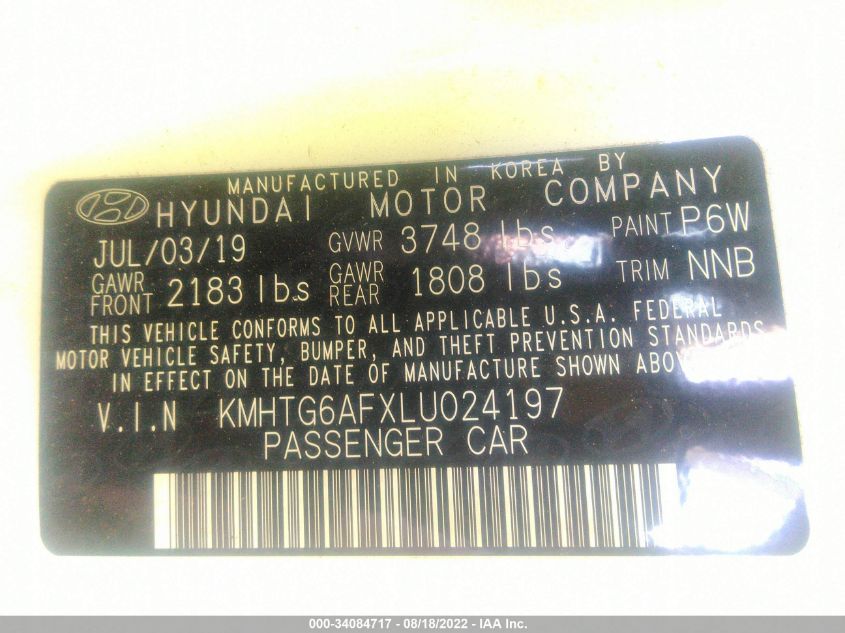 MANUFACTURED IN KOREA BY
HYUNDAI MOTOR COMPANY
JUL/03/19 GVWR 3748 lbs PAINT P6W
GAWR FRONT 2183 lbs GAWR REAR 1808 lbs TRIM NNB
THIS VEHICLE CONFORMS TO ALL APPLICABLE U.S.A. FEDERAL
MOTOR VEHICLE SAFETY, BUMPER, AND THEFT PREVENTION STANDARDS
IN EFFECT ON THE DATE OF MANUFACTURE SHOWN ABOVE
V.I.N KMHTG6AFXLU024197
PASSENGER CAR
000-34084717 - 08/18/2022 - IAA Inc.